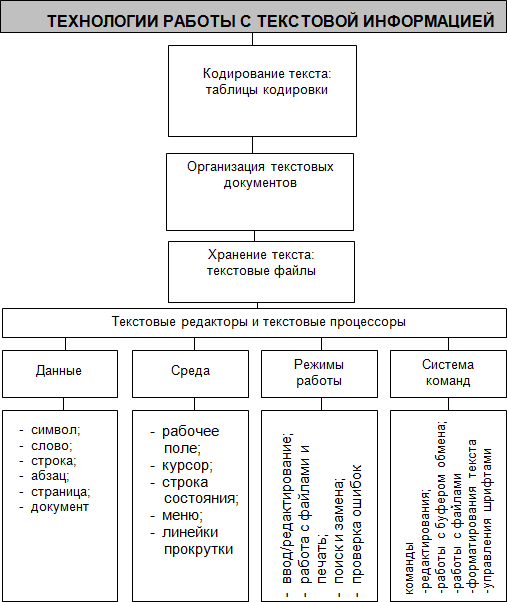 ТЕХНОЛОГИИ РАБОТЫ С ТЕКСТОВОЙ ИНФОРМАЦИЕЙ
Кодирование текста:
таблицы кодировки
Организация текстовых
документов
Хранение текста:
текстовые файлы
Текстовые редакторы и текстовые процессоры
Данные
- символ;
- слово;
- строка;
- абзац;
- страница;
- документ
Среда
- рабочее
поле;
- курсор;
- строка
состояния;
- меню;
- линейки
прокрутки
Режимы
работы
- ввод/редактирование;
- работа с файлами и
печать;
- поиск и замена;
- проверка ошибок
Система
команд
команды
-редактирования;
-работы с буфером обмена;
-работы с файлами
-форматирования текста
-управления шрифтами